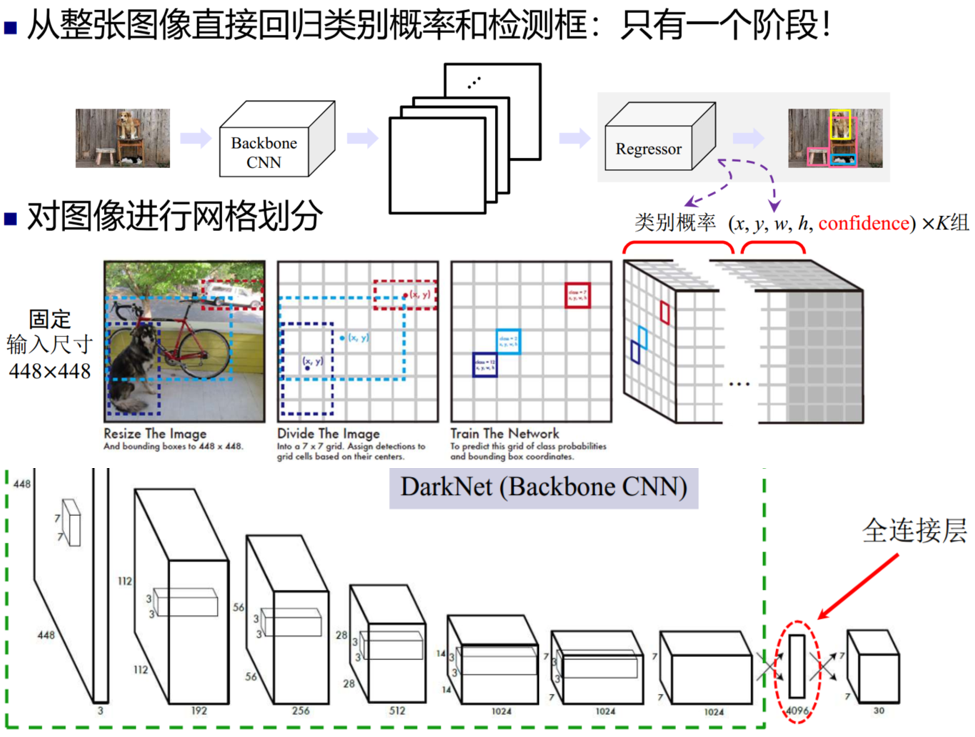 从整张图像直接回归类别概率和检测框：只有一个阶段！
Backbone
CNN
Regressor
对图像进行网格划分
类别概率 (x, y, w, h, confidence) ×K组
固定
输入尺寸
448×448
(x, y)
(x, y)
(x, y)
...
Resize The Image
And bounding boxes to 448 x 448.
Divide The Image
Into a 7 x 7 grid. Assign detections to
grid cells based on their centers.
Train The Network
To predict this grid of class probabilities
and bounding box coordinates.
DarkNet (Backbone CNN)
全连接层
448
7
7
448
3
112
3
3
112
192
56
3
3
56
256
28
3
3
28
512
14
3
3
14
1024
7
3
3
7
1024
7
7
1024
4096
7
7
30